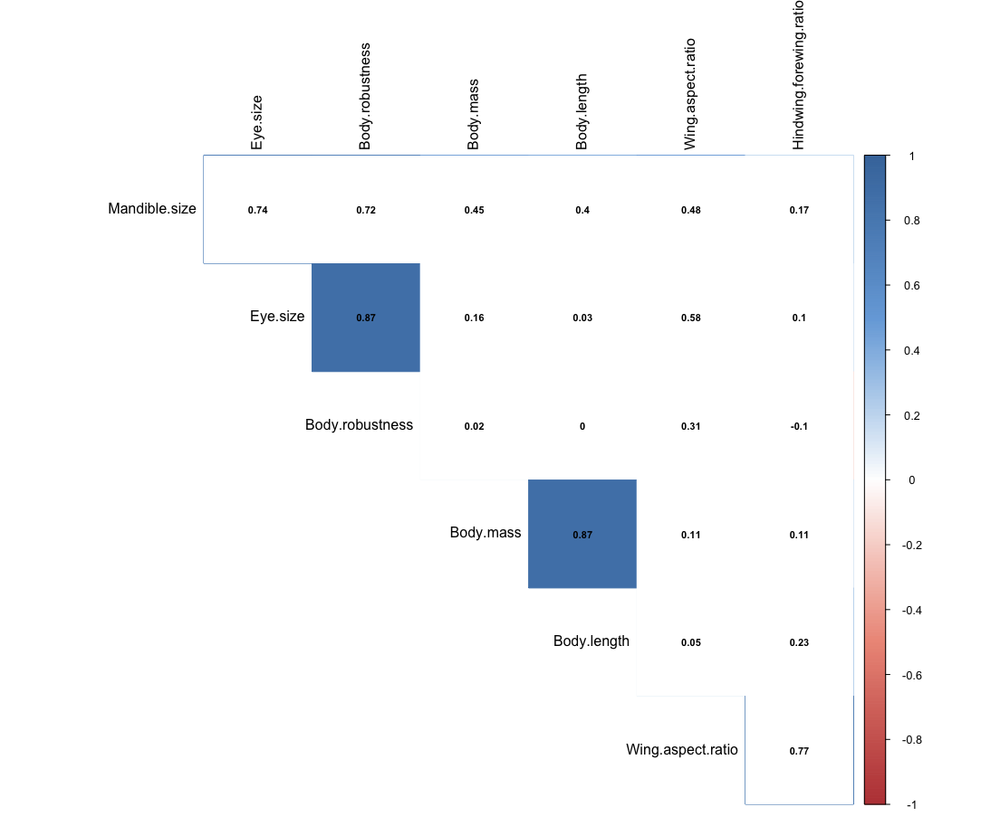 Eye.size
Body.robustness
Body.mass
Body.length
Wing.aspect.ratio
Hindwing.forewing.ratio
Mandible.size 0.74 0.72 0.45 0.4 0.48 0.17
Eye.size 0.87 0.16 0.03 0.58 0.1
Body.robustness 0.02 0 0.31 -0.1
Body.mass 0.87 0.11 0.11
Body.length 0.05 0.23
Wing.aspect.ratio 0.77
1
0.8
0.6
0.4
0.2
0
-0.2
-0.4
-0.6
-0.8
-1